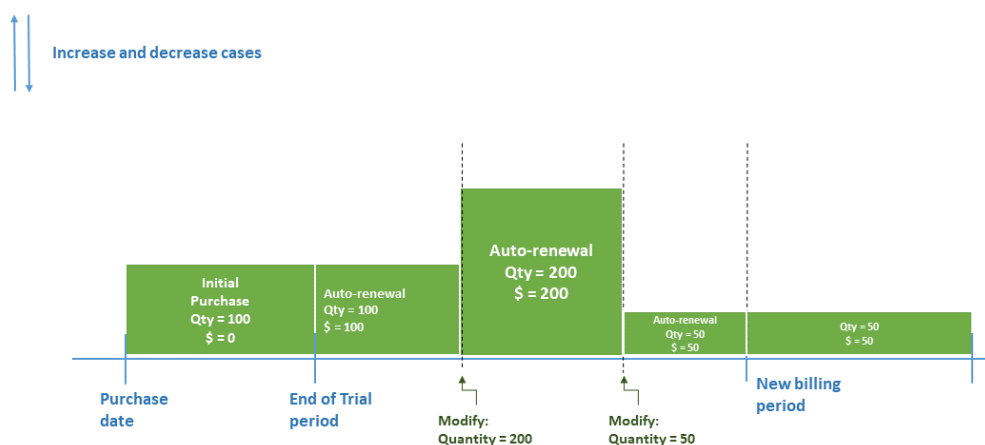 Increase and decrease cases
Initial
Purchase
Qty = 100
$ = 0
Auto-renewal
Qty = 100
$ = 100
Auto-renewal
Qty = 200
$ = 200
Auto-renewal
Qty = 50
$ = 50
Qty = 50
$ = 50
Purchase
date
End of Trial
period
Modify:
Quantity = 200
Modify:
Quantity = 50
New billing
period